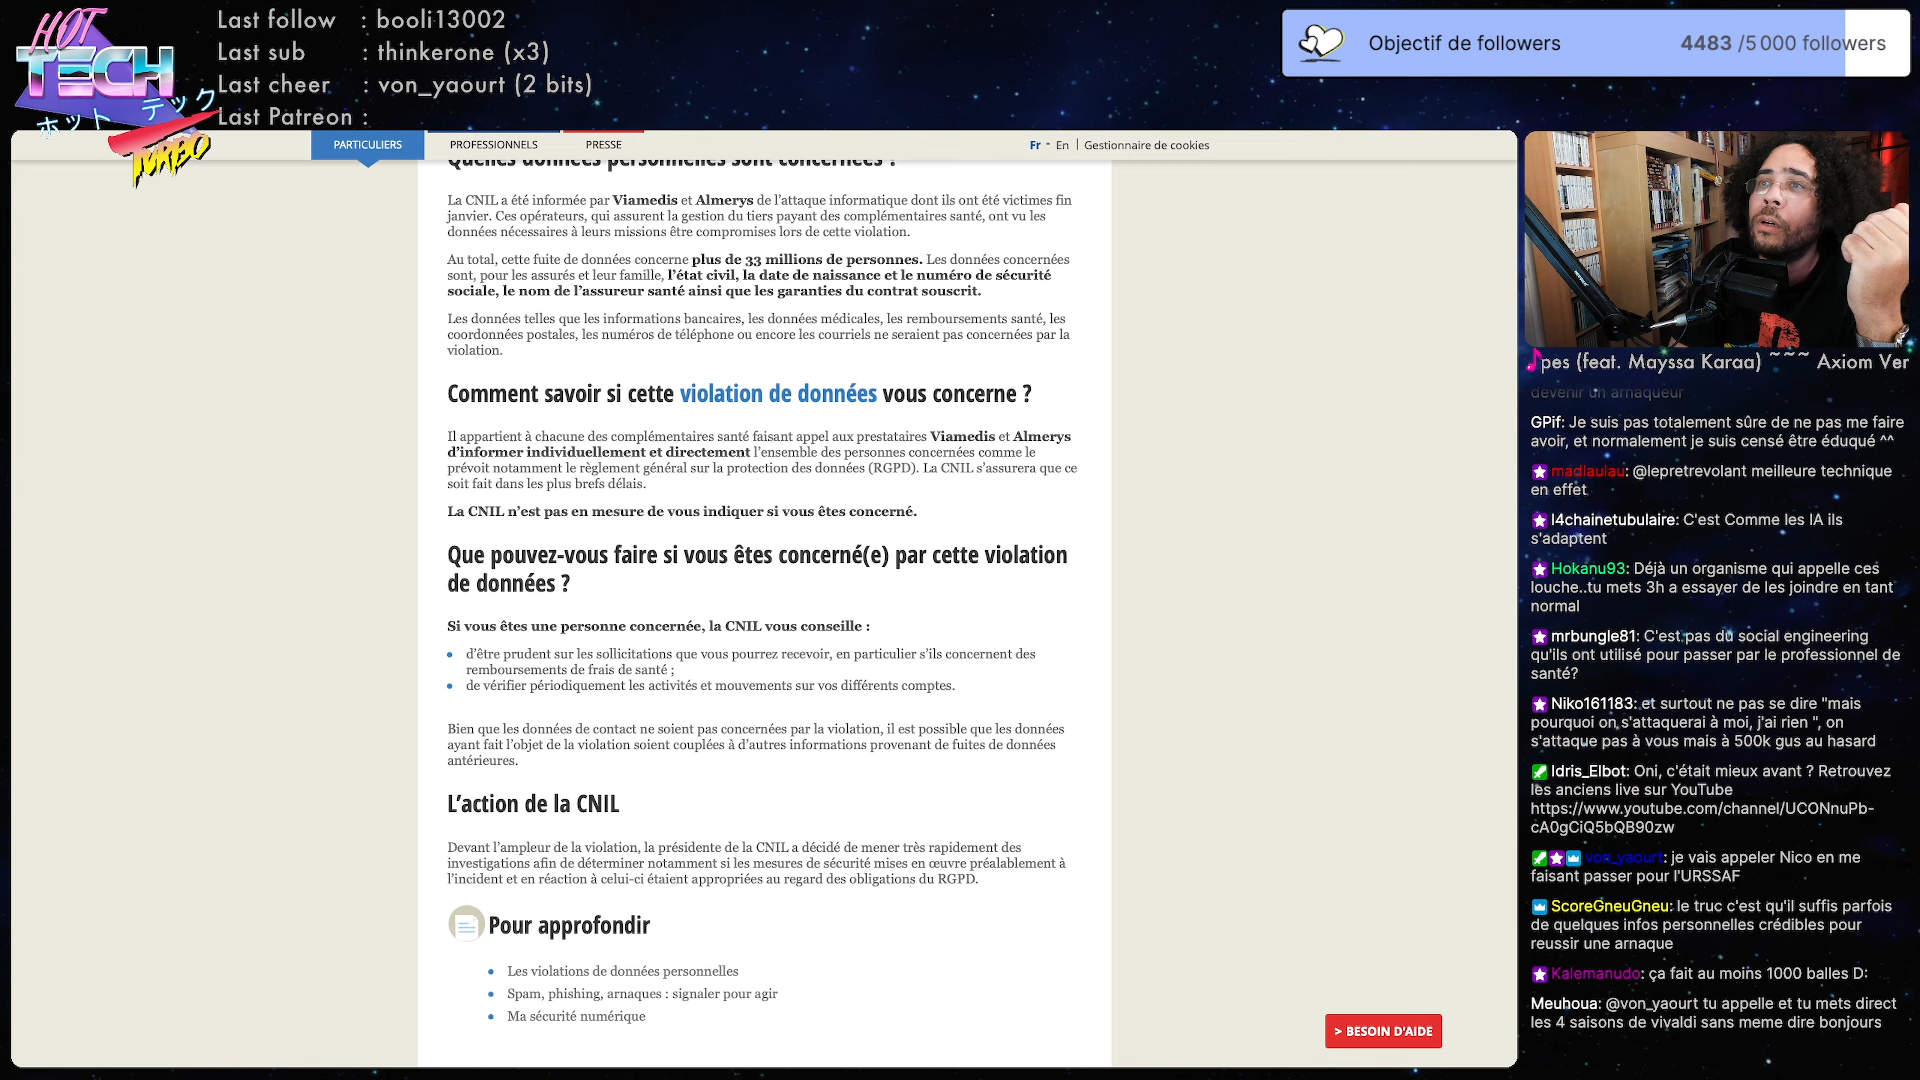 HOT
TECH
ホット テック
TURBO
Last follow : booli13002
Last sub : thinkerone (x3)
Last cheer : von_yaourt (2 bits)
Last Patreon :
Objectif de followers 4483 /5 000 followers
PARTICULIERS PROFESSIONNELS PRESSE Fr - En | Gestionnaire de cookies
Quelles données personnelles sont concernées ?
La CNIL a été informée par Viamedis et Almerys de l'attaque informatique dont ils ont été victimes fin
janvier. Ces opérateurs, qui assurent la gestion du tiers payant des complémentaires santé, ont vu les
données nécessaires à leurs missions être compromises lors de cette violation.
Au total, cette fuite de données concerne plus de 33 millions de personnes. Les données concernées
sont, pour les assurés et leur famille, l'état civil, la date de naissance et le numéro de sécurité
sociale, le nom de l'assureur santé ainsi que les garanties du contrat souscrit.
Les données telles que les informations bancaires, les données médicales, les remboursements santé, les
coordonnées postales, les numéros de téléphone ou encore les courriels ne seraient pas concernées par la
violation.
Comment savoir si cette violation de données vous concerne ?
Il appartient à chacune des complémentaires santé faisant appel aux prestataires Viamedis et Almerys
d'informer individuellement et directement l'ensemble des personnes concernées comme le
prévoit notamment le règlement général sur la protection des données (RGPD). La CNIL s'assurera que ce
soit fait dans les plus brefs délais.
La CNIL n'est pas en mesure de vous indiquer si vous êtes concerné.
Que pouvez-vous faire si vous êtes concerné(e) par cette violation
de données ?
Si vous êtes une personne concernée, la CNIL vous conseille :
• d'être prudent sur les sollicitations que vous pourrez recevoir, en particulier s'ils concernent des
remboursements de frais de santé ;
• de vérifier périodiquement les activités et mouvements sur vos différents comptes.
Bien que les données de contact ne soient pas concernées par la violation, il est possible que les données
ayant fait l'objet de la violation soient couplées à d'autres informations provenant de fuites de données
antérieures.
L'action de la CNIL
Devant l'ampleur de la violation, la présidente de la CNIL a décidé de mener très rapidement des
investigations afin de déterminer notamment si les mesures de sécurité mises en œuvre préalablement à
l'incident et en réaction à celui-ci étaient appropriées au regard des obligations du RGPD.
Pour approfondir
• Les violations de données personnelles
• Spam, phishing, arnaques : signaler pour agir
• Ma sécurité numérique
> BESOIN D'AIDE
pes (feat. Mayssa Karaa) ~~~ Axiom Ver
devenir un arnaqueur
GPif: Je suis pas totalement sûre de ne pas me faire
avoir, et normalement je suis censé être éduqué ^^
madlaulau: @lepretrevolant meilleure technique
en effet
l4chainetubulaire: C'est Comme les IA ils
s'adaptent
Hokanu93: Déjà un organisme qui appelle ces
louche..tu mets 3h a essayer de les joindre en tant
normal
mrbungle81: C'est pas du social engineering
qu'ils ont utilisé pour passer par le professionnel de
santé?
Niko161183: et surtout ne pas se dire "mais
pourquoi on s'attaquerai à moi, j'ai rien ", on
s'attaque pas à vous mais à 500k gus au hasard
Idris_Elbot: Oni, c'était mieux avant ? Retrouvez
les anciens live sur YouTube
https://www.youtube.com/channel/UCONnuPb-
cA0gCiQ5bQB90zw
von_yaourt: je vais appeler Nico en me
faisant passer pour l'URSSAF
ScoreGneuGneu: le truc c'est qu'il suffis parfois
de quelques infos personnelles crédibles pour
reussir une arnaque
Kalemanudo: ça fait au moins 1000 balles D:
Meuhoua: @von_yaourt tu appelle et tu mets direct
les 4 saisons de vivaldi sans meme dire bonjours